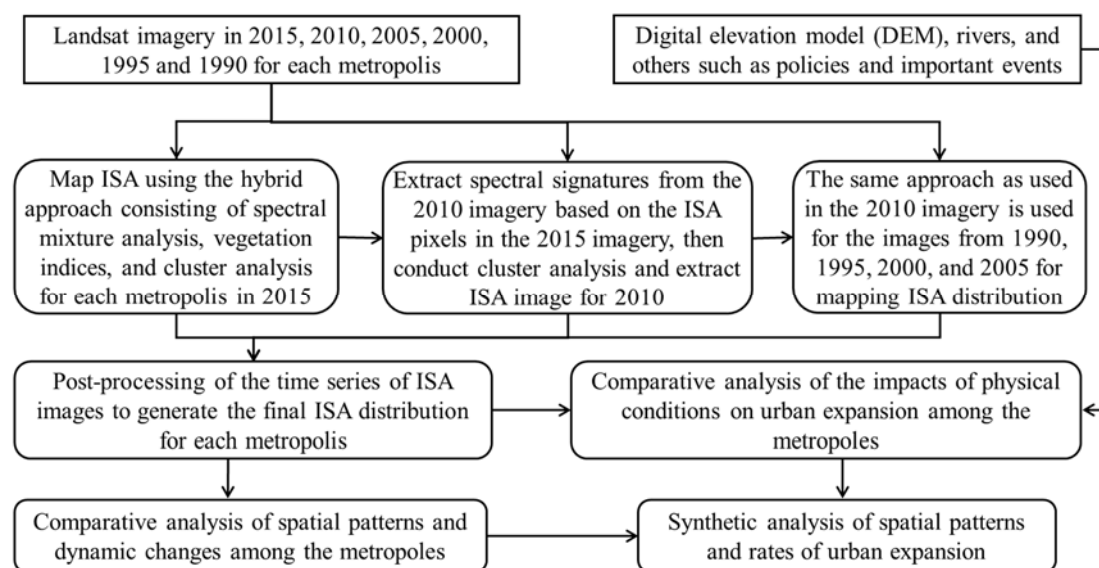 Landsat imagery in 2015, 2010, 2005, 2000,
1995 and 1990 for each metropolis
Digital elevation model (DEM), rivers, and
others such as policies and important events
Map ISA using the hybrid
approach consisting of spectral
mixture analysis, vegetation
indices, and cluster analysis
for each metropolis in 2015
Extract spectral signatures from the
2010 imagery based on the ISA
pixels in the 2015 imagery, then
conduct cluster analysis and extract
ISA image for 2010
The same approach as used
in the 2010 imagery is used
for the images from 1990,
1995, 2000, and 2005 for
mapping ISA distribution
Post-processing of the time series of ISA
images to generate the final ISA distribution
for each metropolis
Comparative analysis of the impacts of physical
conditions on urban expansion among the
metropoles
Comparative analysis of spatial patterns and
dynamic changes among the metropoles
Synthetic analysis of spatial patterns
and rates of urban expansion